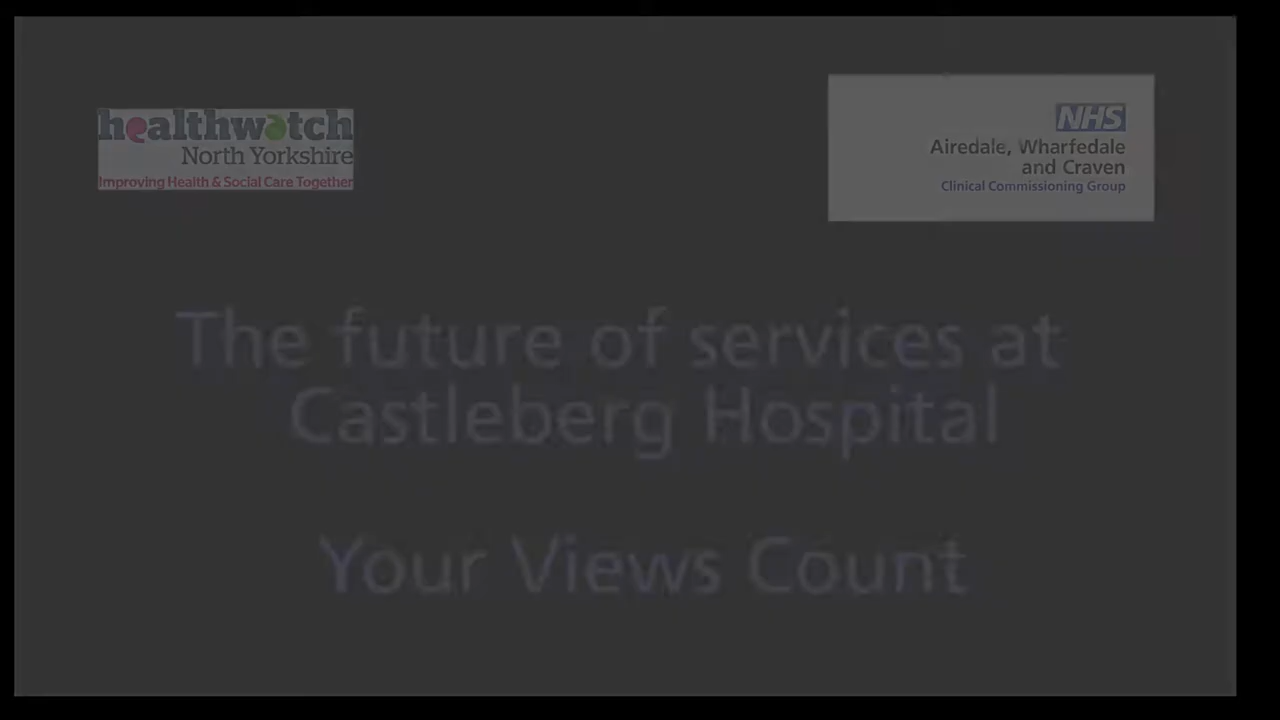 healthwatch
North Yorkshire
Improving Health & Social Care Together
NHS
Airedale, Wharfedale
and Craven
Clinical Commissioning Group
The future of services at
Castleberg Hospital
Your Views Count